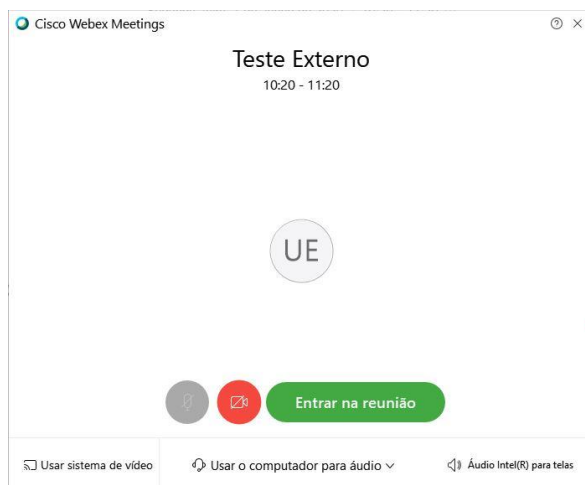 Cisco Webex Meetings
Teste Externo
10:20 - 11:20
UE
Entrar na reunião
Usar sistema de vídeo
Usar o computador para áudio
Áudio Intel(R) para telas